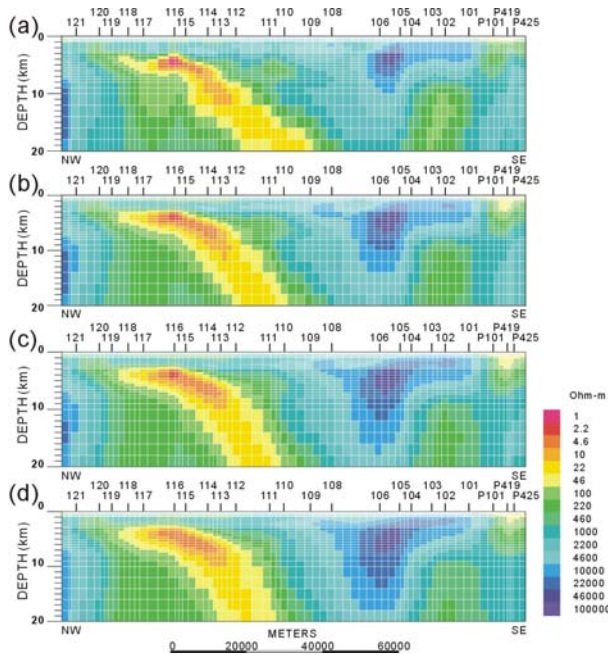 (a)
120 118 116 114 112 110 108 105 103 101 P419
121 119 117 115 113 111 109 106 104 102 P101 P425
0
10
20
DEPTH (km)
NW SE
(b)
120 118 116 114 112 110 108 105 103 101 P419
121 119 117 115 113 111 109 106 104 102 P101 P425
0
10
20
DEPTH (km)
NW SE
(c)
120 118 116 114 112 110 108 105 103 101 P419
121 119 117 115 113 111 109 106 104 102 P101 P425
0
10
20
DEPTH (km)
NW SE
(d)
120 118 116 114 112 110 108 105 103 101 P419
121 119 117 115 113 111 109 106 104 102 P101 P425
0
10
20
DEPTH (km)
NW METERS SE
0 20000 40000 60000
Ohm-m
1
2.2
4.6
10
22
46
100
220
460
1000
2200
4600
10000
22000
46000
100000